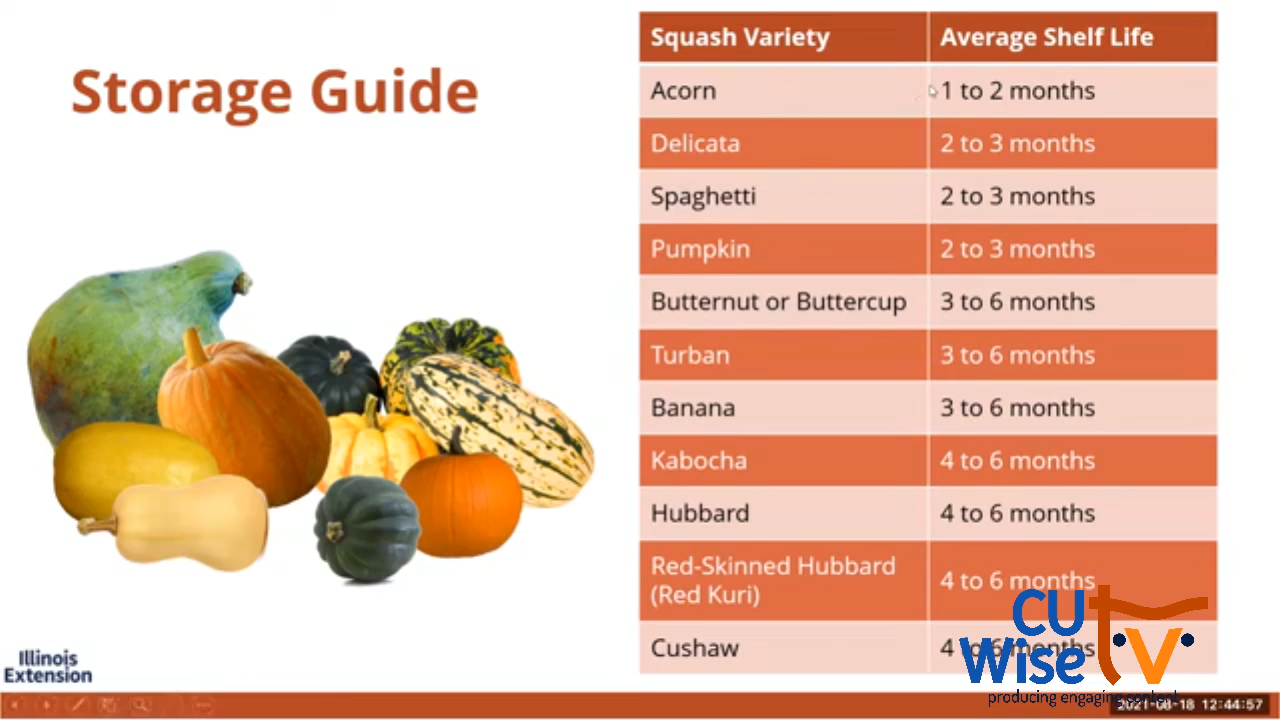 Storage Guide
Squash Variety Average Shelf Life
Acorn 1 to 2 months
Delicata 2 to 3 months
Spaghetti 2 to 3 months
Pumpkin 2 to 3 months
Butternut or Buttercup 3 to 6 months
Turban 3 to 6 months
Banana 3 to 6 months
Kabocha 4 to 6 months
Hubbard 4 to 6 months
Red-Skinned Hubbard
(Red Kuri) 4 to 6 months
Cushaw 4 to 6 months
CU
Wise tv
producing engaging content
Illinois
Extension
2021-08-18 12:44:57